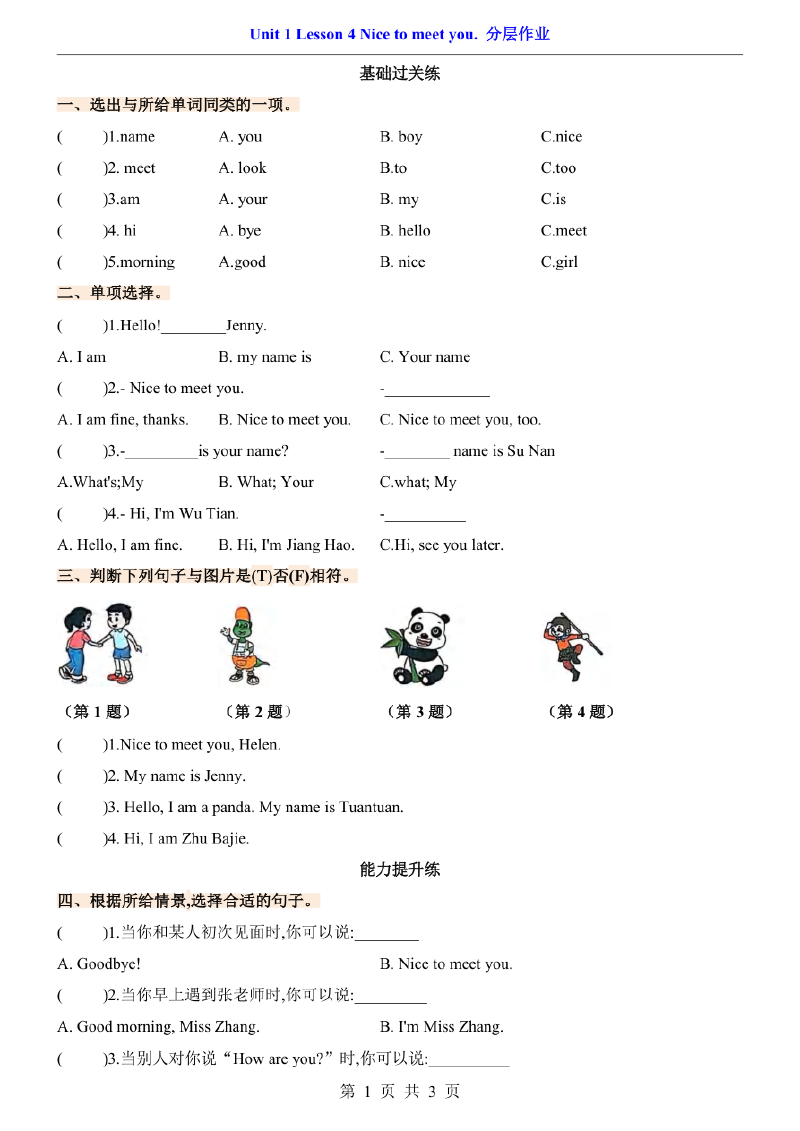 Unit 1 Lesson 4 Nice to meet you. 分层作业
基础过关练
一、选出与所给单词同类的一项。
( )1.name A. you B. boy C.nice
( )2. meet A. look B.to C.too
( )3.am A. your B. my C.is
( )4. hi A. bye B. hello C.meet
( )5.morning A.good B. nice C.girl
二、单项选择。
( )1.Hello!________Jenny.
A. I am B. my name is C. Your name
( )2.- Nice to meet you. -_____________
A. I am fine, thanks. B. Nice to meet you. C. Nice to meet you, too.
( )3.-_________is your name? -________ name is Su Nan
A.What's;My B. What; Your C.what; My
( )4.- Hi, I'm Wu Tian. -__________
A. Hello, I am fine. B. Hi, I'm Jiang Hao. C.Hi, see you later.
三、判断下列句子与图片是(T)否(F)相符。
（第 1 题） （第 2 题） （第 3 题） （第 4 题）
( )1.Nice to meet you, Helen.
( )2. My name is Jenny.
( )3. Hello, I am a panda. My name is Tuantuan.
( )4. Hi, I am Zhu Bajie.
能力提升练
四、根据所给情景,选择合适的句子。
( )1.当你和某人初次见面时,你可以说:________
A. Goodbye! B. Nice to meet you.
( )2.当你早上遇到张老师时,你可以说:_________
A. Good morning, Miss Zhang. B. I'm Miss Zhang.
( )3.当别人对你说“How are you?”时,你可以说:__________
第 1 页 共 3 页